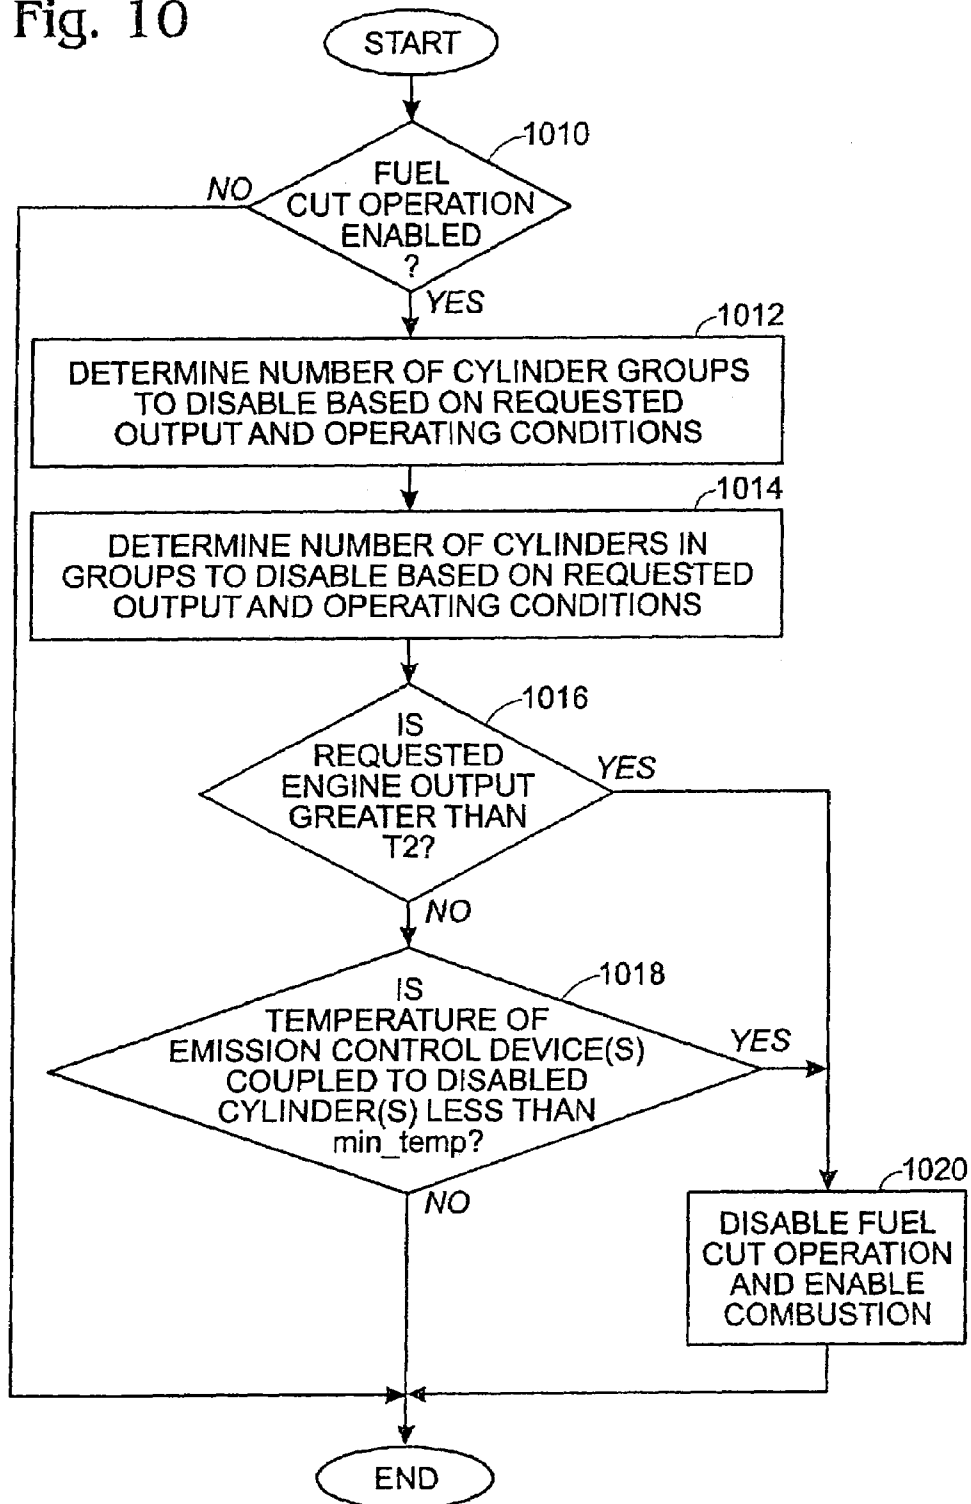 Fig. 10
START
1010
FUEL
CUT OPERATION
ENABLED
?
NO
YES
1012
DETERMINE NUMBER OF CYLINDER GROUPS
TO DISABLE BASED ON REQUESTED
OUTPUT AND OPERATING CONDITIONS
1014
DETERMINE NUMBER OF CYLINDERS IN
GROUPS TO DISABLE BASED ON REQUESTED
OUTPUT AND OPERATING CONDITIONS
1016
IS
REQUESTED
ENGINE OUTPUT
GREATER THAN
T2?
YES
NO
1018
IS
TEMPERATURE OF
EMISSION CONTROL DEVICE(S)
COUPLED TO DISABLED
CYLINDER(S) LESS THAN
min_temp?
YES
NO
1020
DISABLE FUEL
CUT OPERATION
AND ENABLE
COMBUSTION
END